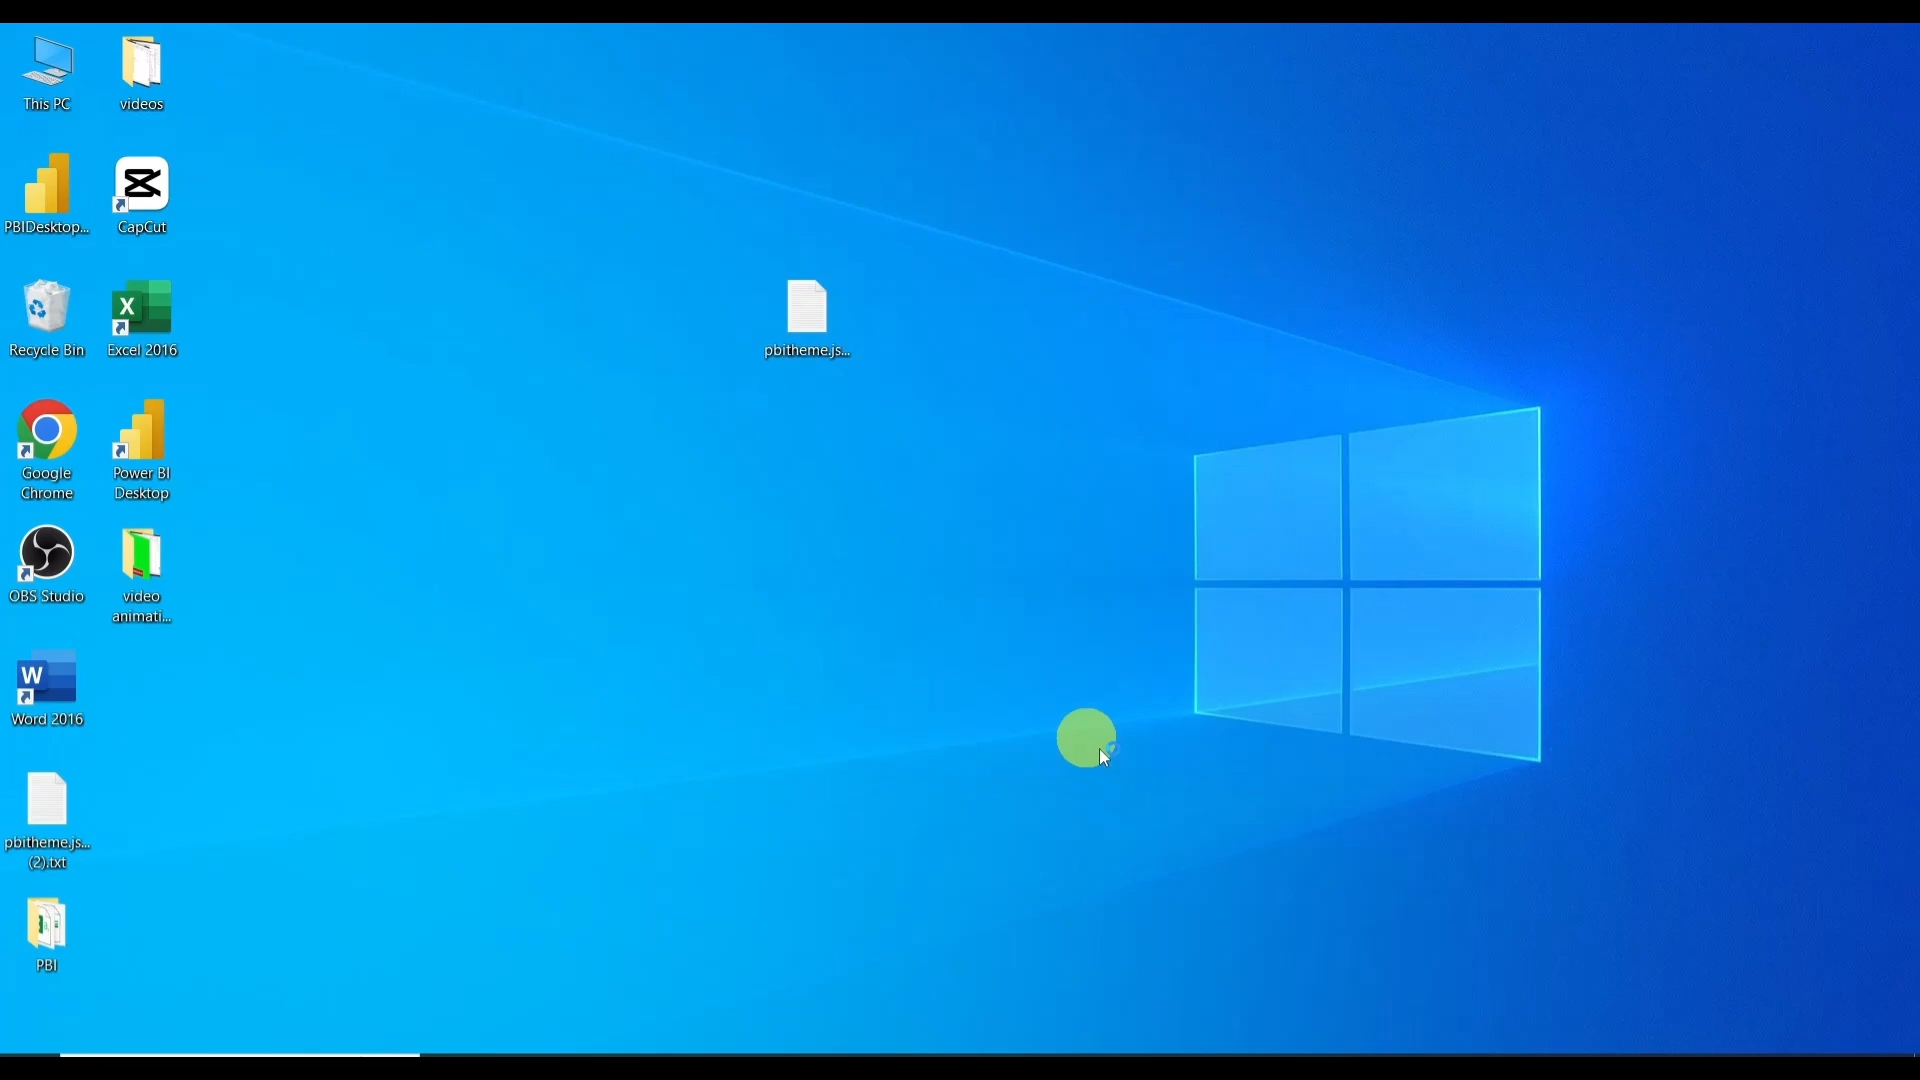 This PC
videos
PBIDesktop...
CapCut
Recycle Bin
X
Excel 2016
pbitheme.js...
Google
Chrome
Power BI
Desktop
OBS Studio
video
animati...
W
Word 2016
pbitheme.js...
(2).txt
PBI